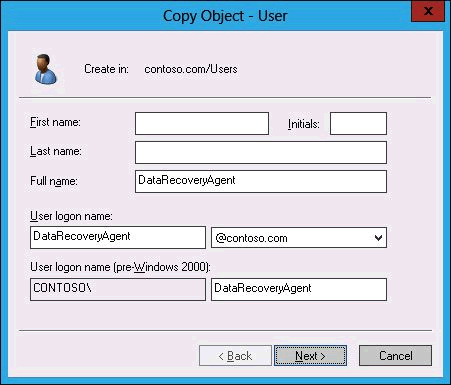 Copy Object - User
x
Create in: contoso.com/Users
First name: Initials:
Last name:
Full name: DataRecoveryAgent
User logon name:
DataRecoveryAgent @contoso.com
User logon name (pre-Windows 2000):
CONTOSO\ DataRecoveryAgent
< Back Next > Cancel